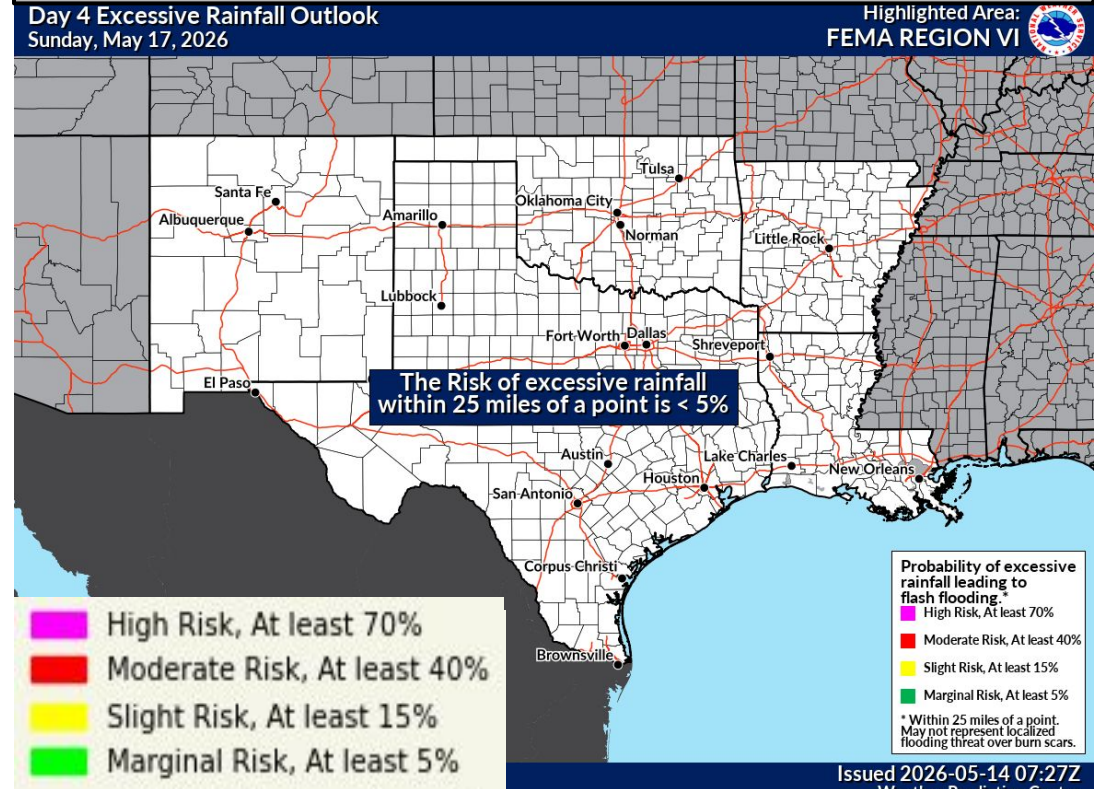 Day 4 Excessive Rainfall Outlook
Sunday, May 17, 2026
Highlighted Area:
FEMA REGION VI
Tulsa
Santa Fe
Oklahoma City
Albuquerque
Amarillo
Norman
Little Rock
Lubbock
Fort Worth
Dallas
Shreveport
El Paso
The Risk of excessive rainfall
within 25 miles of a point is < 5%
Austin
Lake Charles
New Orleans
Houston
San Antonio
Corpus Christi
Brownsville
High Risk, At least 70%
Moderate Risk, At least 40%
Slight Risk, At least 15%
Marginal Risk, At least 5%
Probability of excessive
rainfall leading to
flash flooding.*
High Risk, At least 70%
Moderate Risk, At least 40%
Slight Risk, At least 15%
Marginal Risk, At least 5%
* Within 25 miles of a point.
May not represent localized
flooding threat over burn scars.
Issued 2026-05-14 07:27Z
Weather Prediction Center